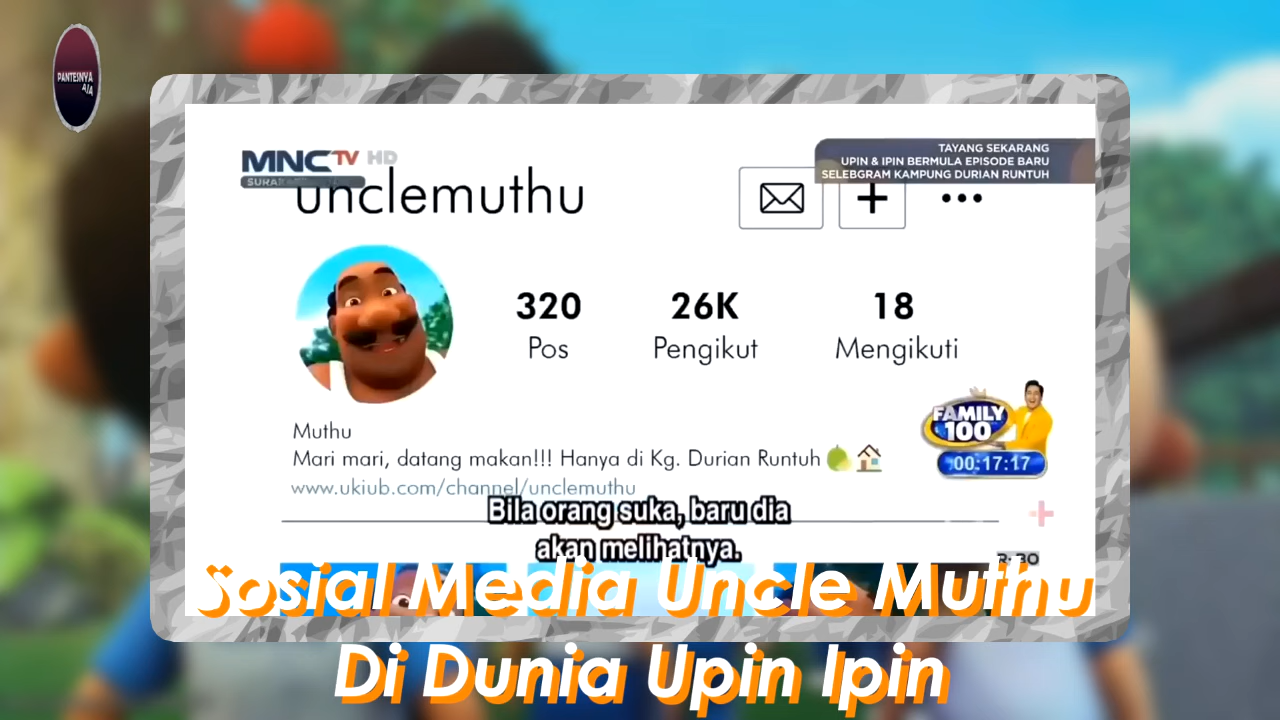 PANTESNYA
AJA
MNCTV HD
TAYANG SEKARANG
UPIN & IPIN BERMULA EPISODE BARU
SELEBGRAM KAMPUNG DURIAN RUNTUH
unclemuthu
320
26K
18
Pos
Pengikut
Mengikuti
FAMILY
100
00:17:17
Muthu
Mari mari, datang makan!!! Hanya di Kg. Durian Runtuh
www.ukiub.com/channel/unclemuthu
Bila orang suka, baru dia
akan melihatnya.
Sosial Media Uncle Muthu
Di Dunia Upin Ipin